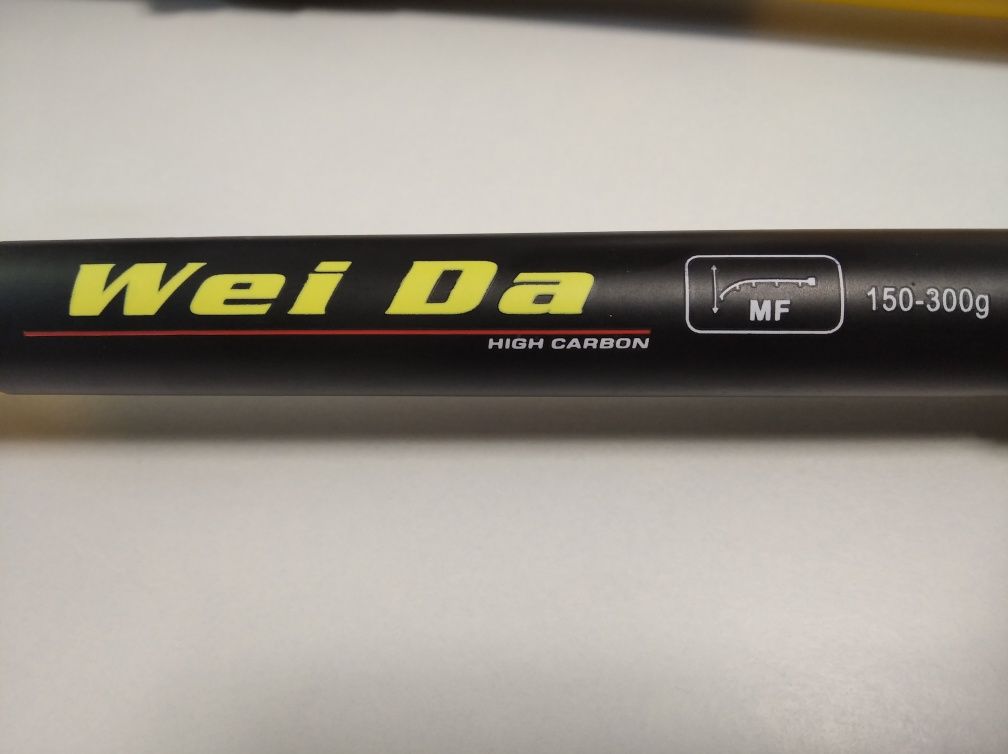 Wei Da
HIGH CARBON
MF
150-300g